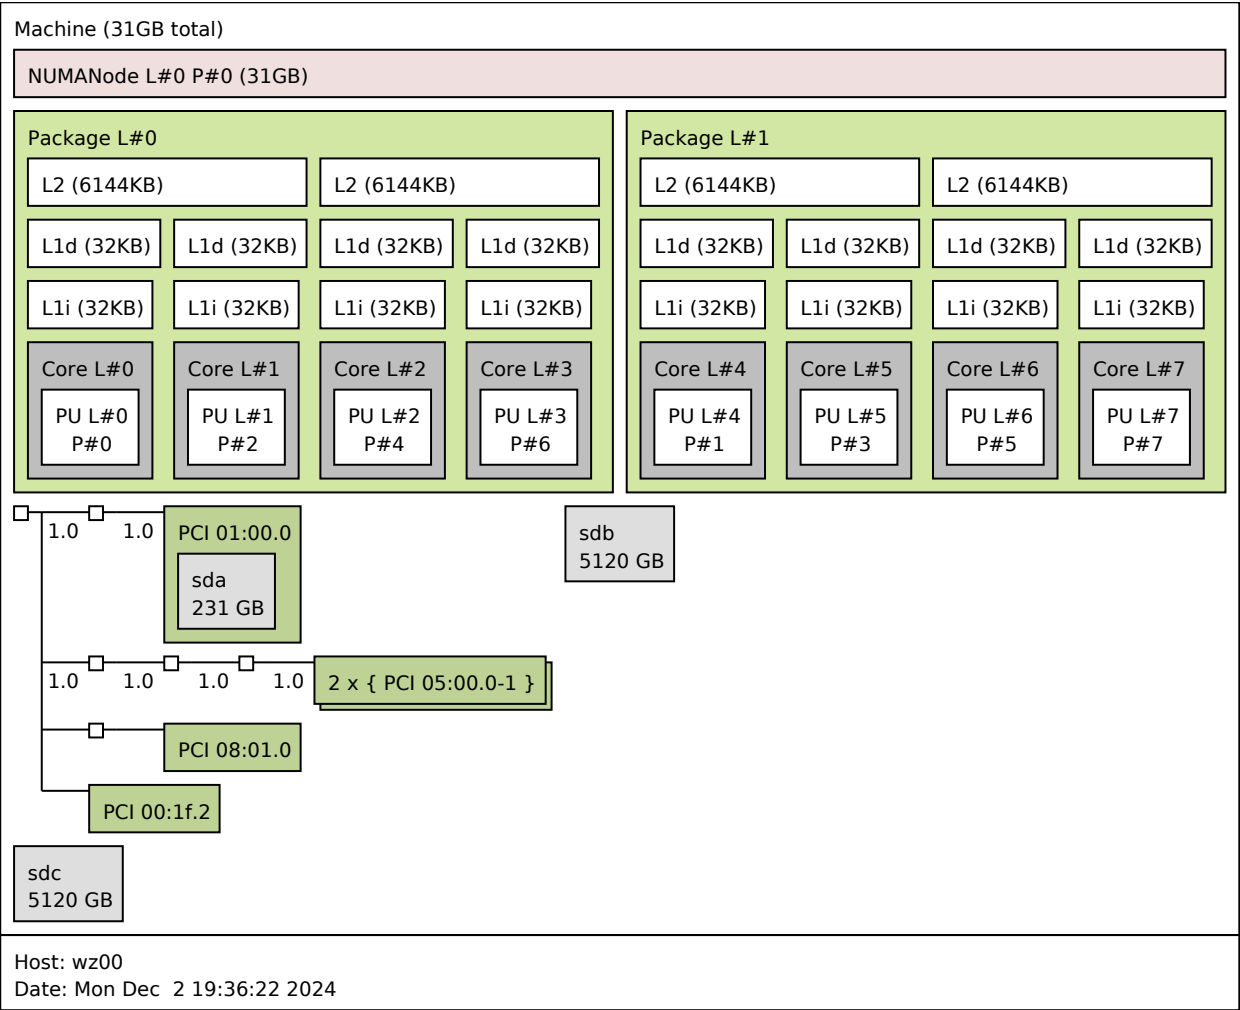 Machine (31GB total)
NUMANode L#0 P#0 (31GB)
Package L#0
L2 (6144KB) L2 (6144KB)
L1d (32KB) L1d (32KB) L1d (32KB) L1d (32KB)
L1i (32KB) L1i (32KB) L1i (32KB) L1i (32KB)
Core L#0 Core L#1 Core L#2 Core L#3
PU L#0 PU L#1 PU L#2 PU L#3
P#0 P#2 P#4 P#6
Package L#1
L2 (6144KB) L2 (6144KB)
L1d (32KB) L1d (32KB) L1d (32KB) L1d (32KB)
L1i (32KB) L1i (32KB) L1i (32KB) L1i (32KB)
Core L#4 Core L#5 Core L#6 Core L#7
PU L#4 PU L#5 PU L#6 PU L#7
P#1 P#3 P#5 P#7
1.0 1.0 PCI 01:00.0
sda
231 GB
sdb
5120 GB
1.0 1.0 1.0 1.0 2 x { PCI 05:00.0-1 }
PCI 08:01.0
PCI 00:1f.2
sdc
5120 GB
Host: wz00
Date: Mon Dec  2 19:36:22 2024